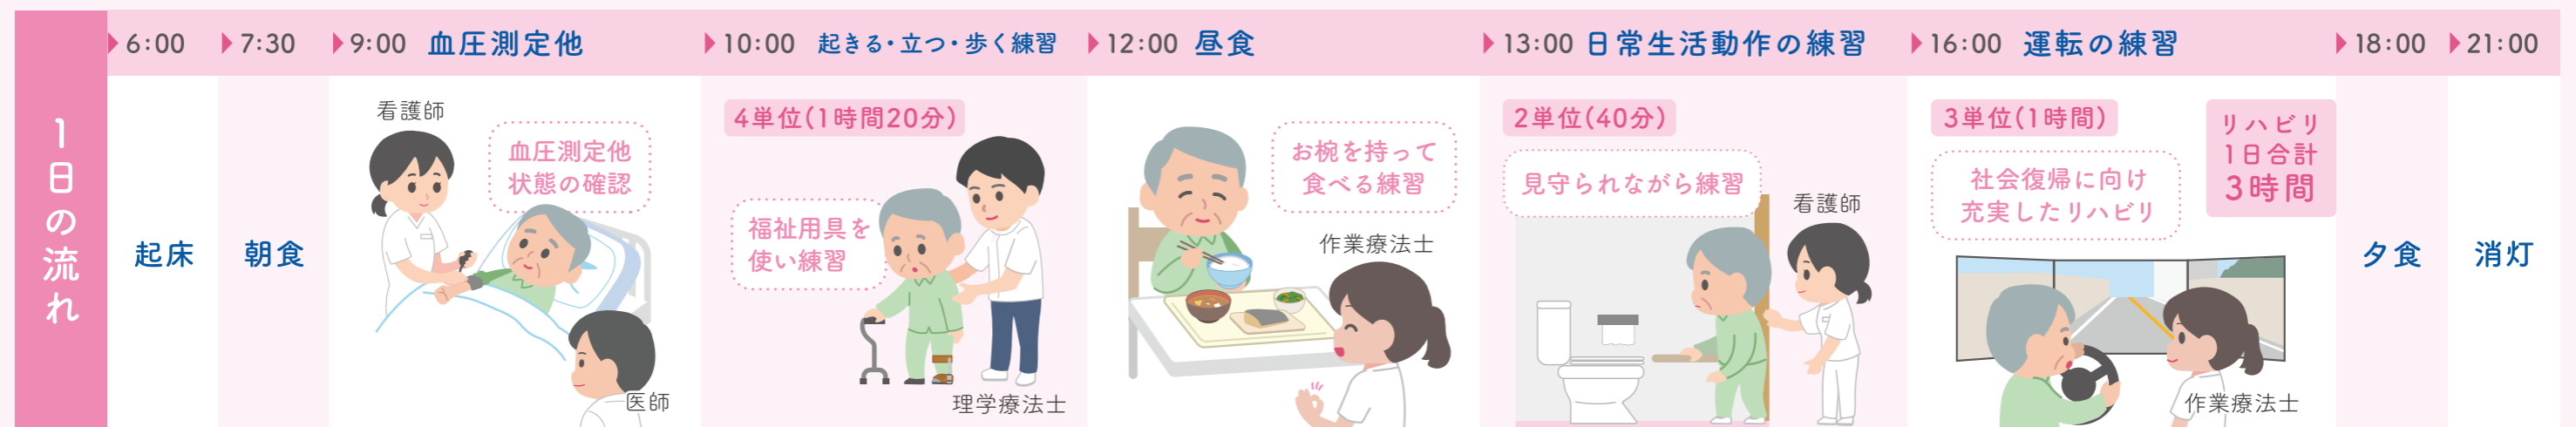 1日の流れ
6:00
起床
7:30
朝食
9:00 血圧測定他
看護師
血圧測定他
状態の確認
医師
10:00 起きる・立つ・歩く練習
4単位(1時間20分)
福祉用具を
使い練習
理学療法士
12:00 昼食
お椀を持って
食べる練習
作業療法士
13:00 日常生活動作の練習
2単位(40分)
見守られながら練習
看護師
16:00 運転の練習
3単位(1時間)
社会復帰に向け
充実したリハビリ
リハビリ
1日合計
3時間
作業療法士
18:00
夕食
21:00
消灯